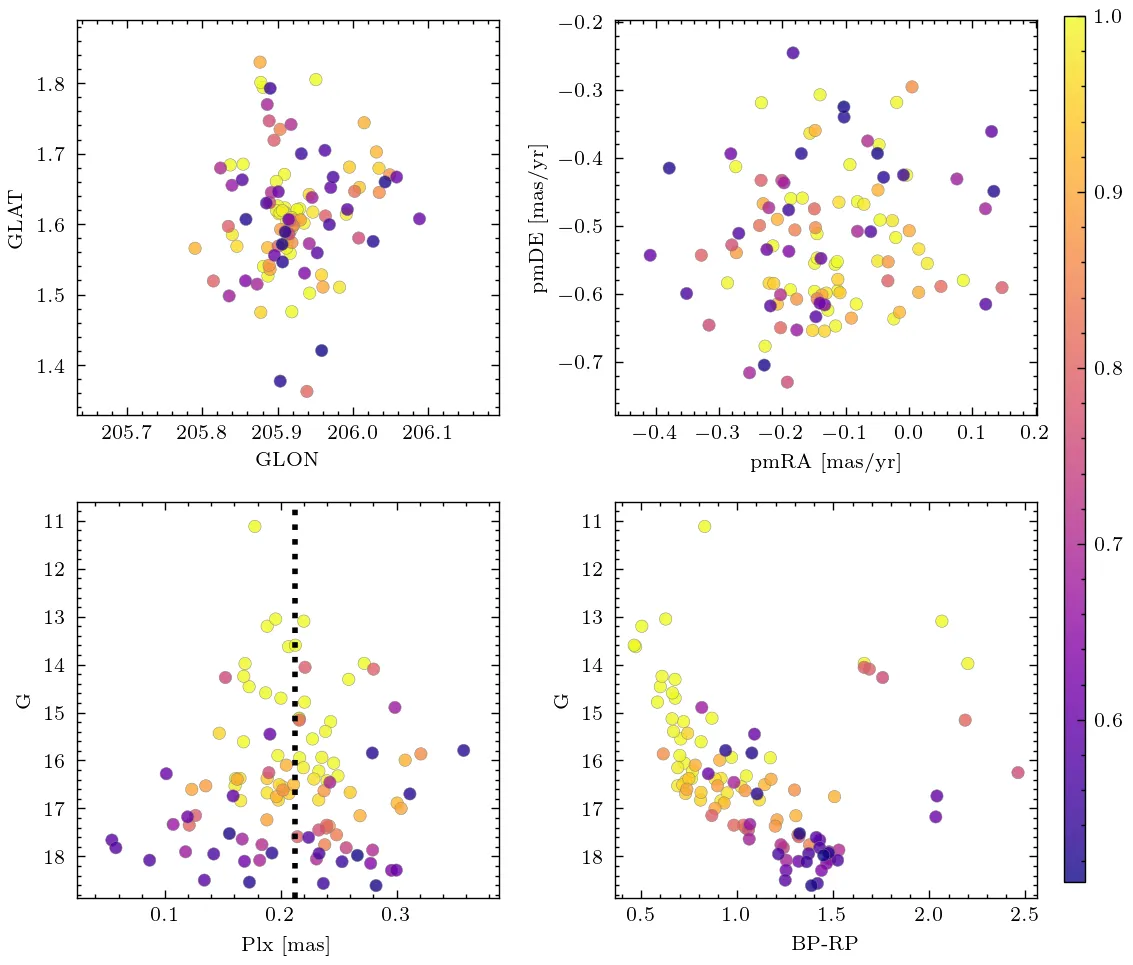 1.8
1.7
1.6
1.5
1.4
GLAT
205.7 205.8 205.9 206.0 206.1
GLON
−0.2
−0.3
−0.4
−0.5
−0.6
−0.7
pmDE [mas/yr]
−0.4 −0.3 −0.2 −0.1 0.0 0.1 0.2
pmRA [mas/yr]
1.0
0.9
0.8
0.7
0.6
11
12
13
14
15
16
17
18
G
0.1 0.2 0.3
Plx [mas]
11
12
13
14
15
16
17
18
G
0.5 1.0 1.5 2.0 2.5
BP-RP